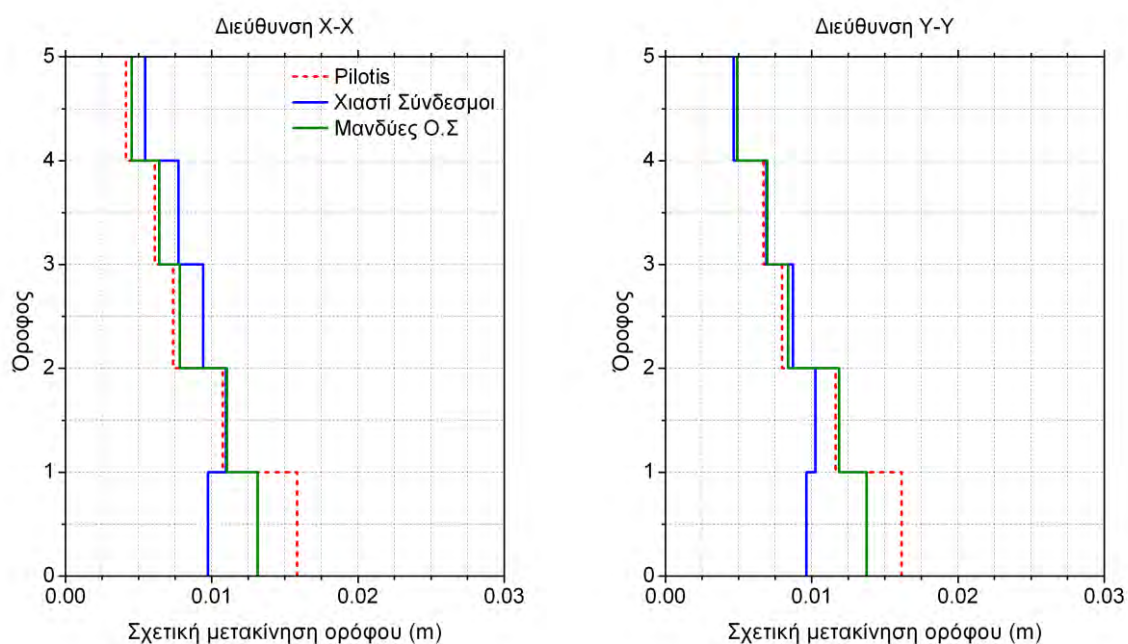 Διεύθυνση X-X
5
4
3
2
1
0
Όροφος
Pilotis
Χιαστί Σύνδεσμοι
Μανδύες Ο.Σ
0.00 0.01 0.02 0.03
Σχετική μετακίνηση ορόφου (m)
Διεύθυνση Y-Y
5
4
3
2
1
0
Όροφος
0.00 0.01 0.02 0.03
Σχετική μετακίνηση ορόφου (m)